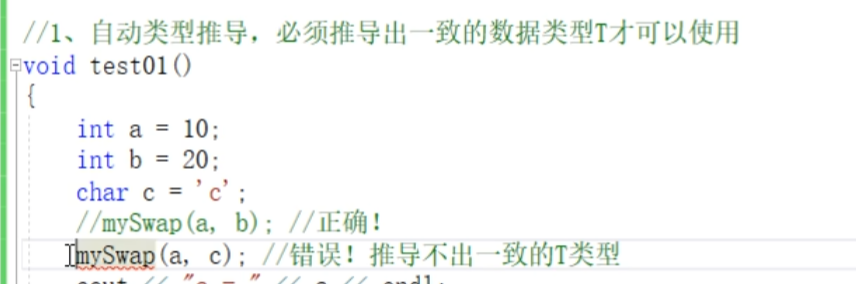 //1、自动类型推导，必须推导出一致的数据类型T才可以使用
void test01()
{
int a = 10;
int b = 20;
char c = 'c';
//mySwap(a, b); //正确！
mySwap(a, c); //错误！推导不出一致的T类型